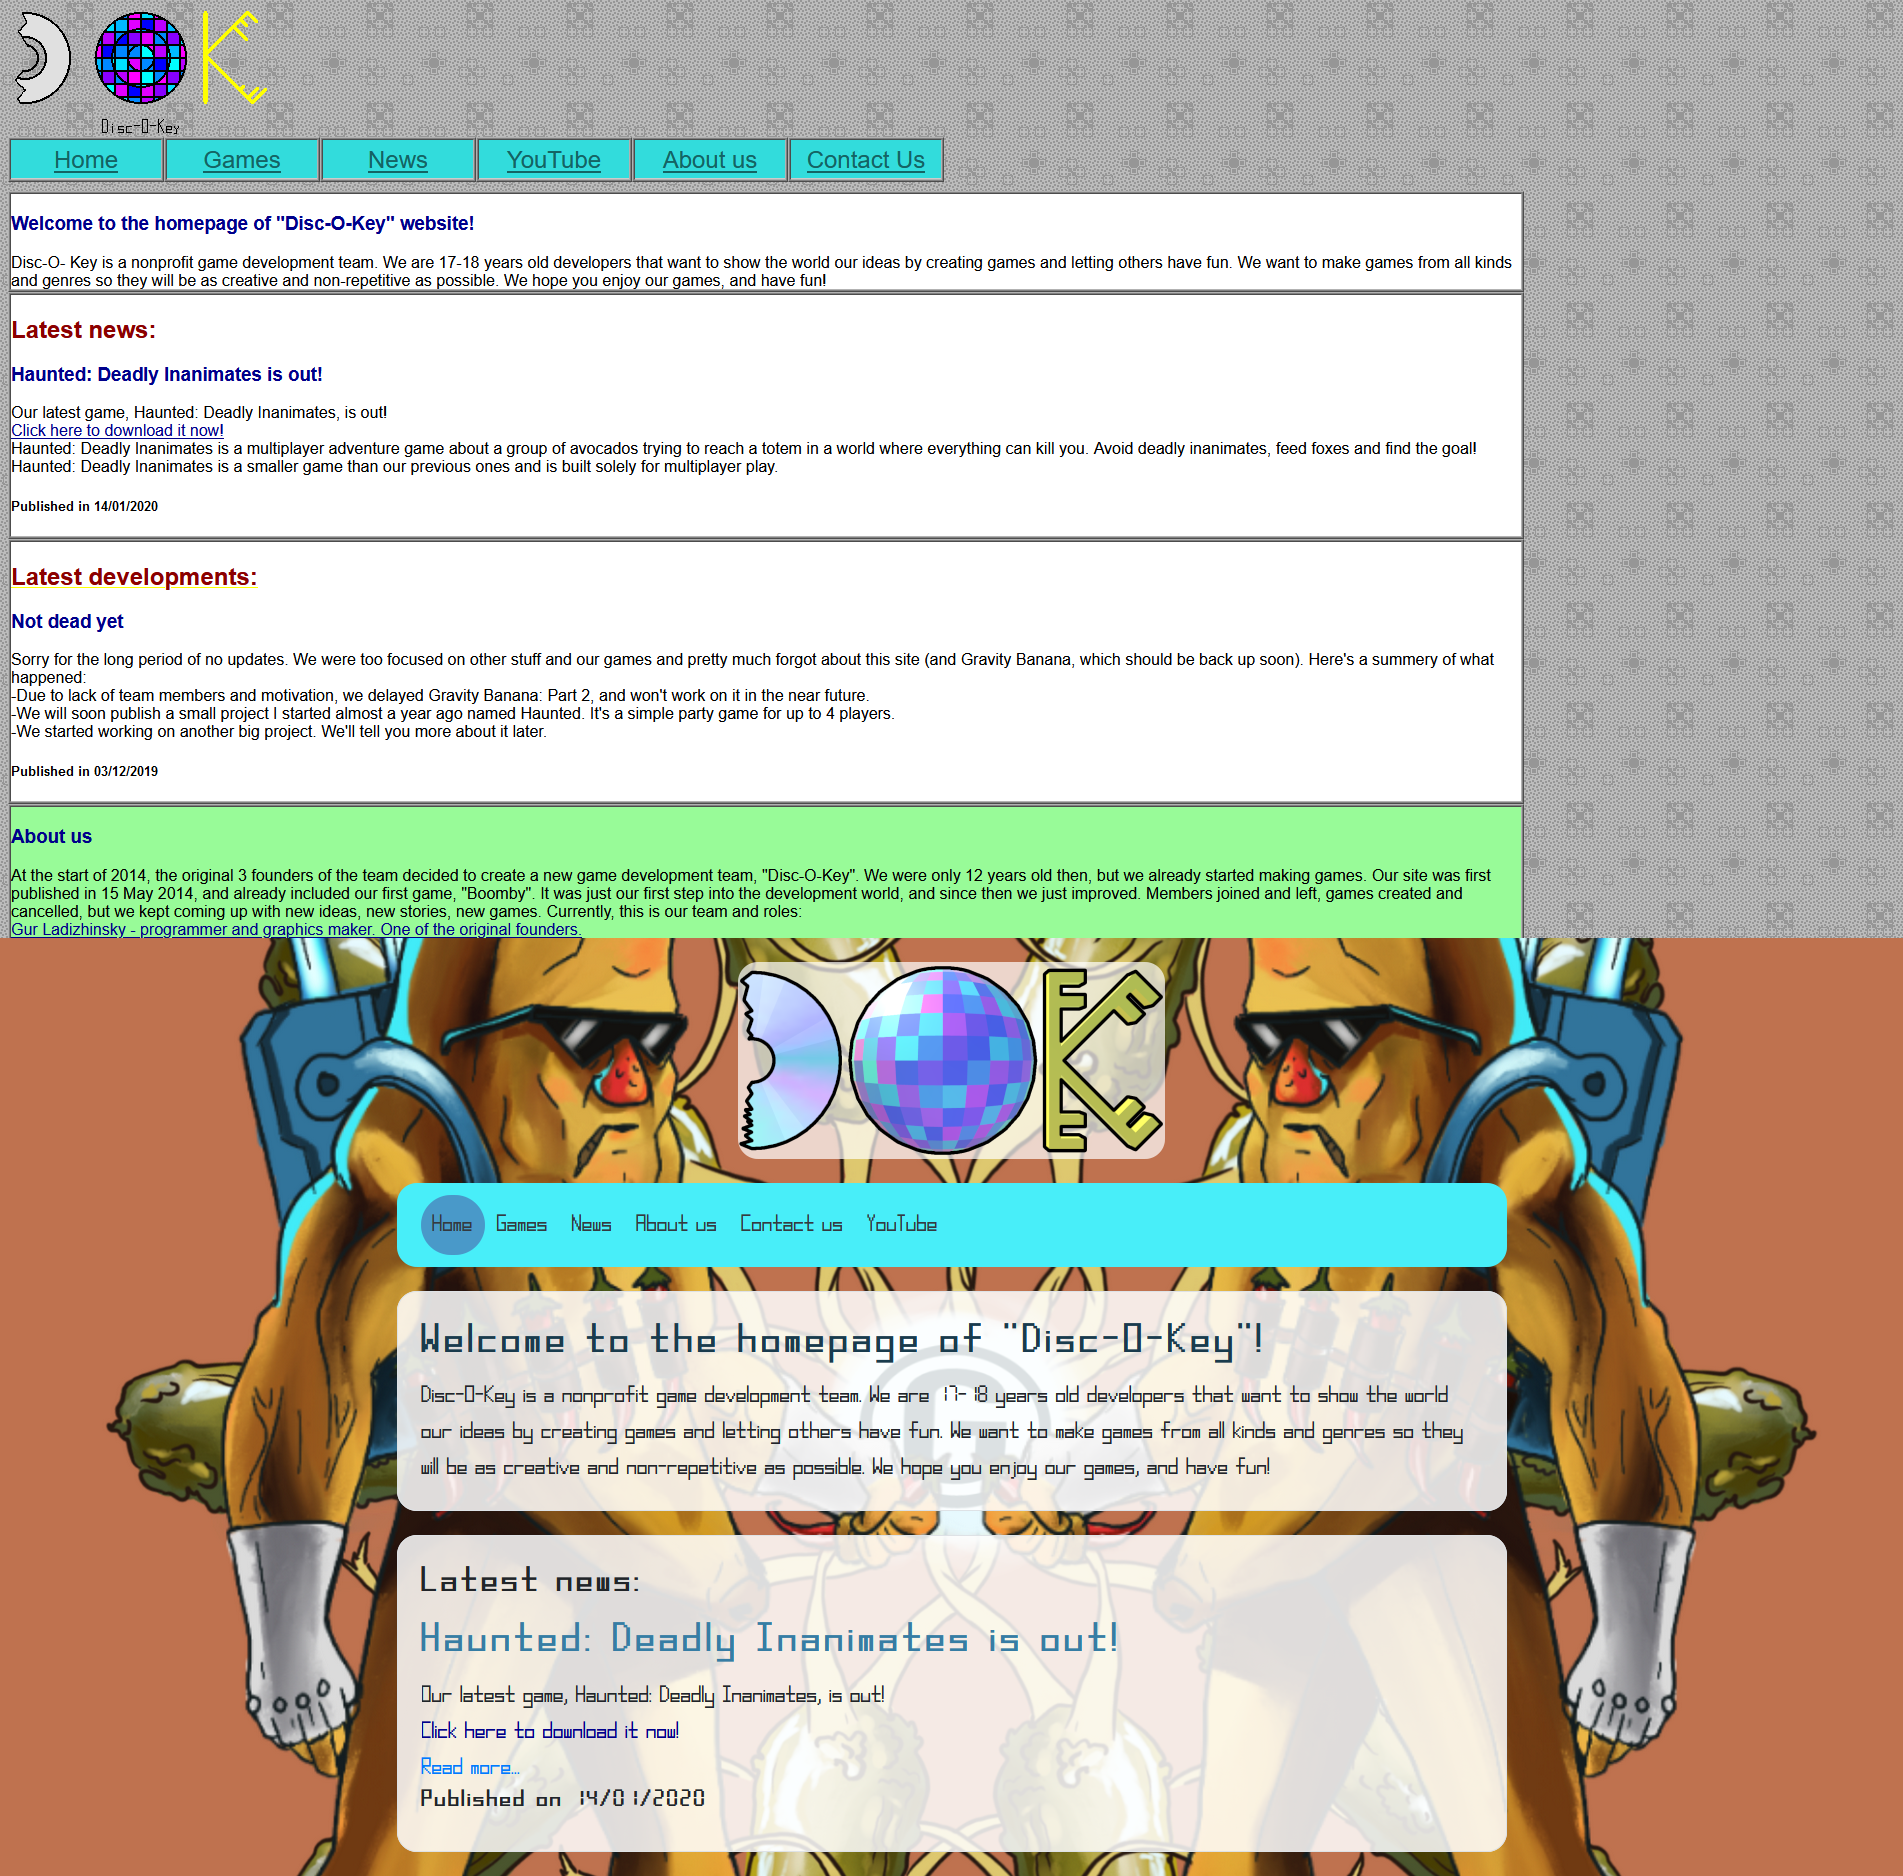 Disc-O-Key
Home Games News YouTube About us Contact Us
Welcome to the homepage of "Disc-O-Key" website!
Disc-O- Key is a nonprofit game development team. We are 17-18 years old developers that want to show the world our ideas by creating games and letting others have fun. We want to make games from all kinds
and genres so they will be as creative and non-repetitive as possible. We hope you enjoy our games, and have fun!
Latest news:
Haunted: Deadly Inanimates is out!
Our latest game, Haunted: Deadly Inanimates, is out!
Click here to download it now!
Haunted: Deadly Inanimates is a multiplayer adventure game about a group of avocados trying to reach a totem in a world where everything can kill you. Avoid deadly inanimates, feed foxes and find the goal!
Haunted: Deadly Inanimates is a smaller game than our previous ones and is built solely for multiplayer play.
Published in 14/01/2020
Latest developments:
Not dead yet
Sorry for the long period of no updates. We were too focused on other stuff and our games and pretty much forgot about this site (and Gravity Banana, which should be back up soon). Here's a summery of what
happened:
-Due to lack of team members and motivation, we delayed Gravity Banana: Part 2, and won't work on it in the near future.
-We will soon publish a small project I started almost a year ago named Haunted. It's a simple party game for up to 4 players.
-We started working on another big project. We'll tell you more about it later.
Published in 03/12/2019
About us
At the start of 2014, the original 3 founders of the team decided to create a new game development team, "Disc-O-Key". We were only 12 years old then, but we already started making games. Our site was first
published in 15 May 2014, and already included our first game, "Boomby". It was just our first step into the development world, and since then we just improved. Members joined and left, games created and
cancelled, but we kept coming up with new ideas, new stories, new games. Currently, this is our team and roles:
Gur Ladizhinsky - programmer and graphics maker. One of the original founders.
Home Games News About us Contact us YouTube
Welcome to the homepage of "Disc-O-Key"!
Disc-O-Key is a nonprofit game development team. We are 17-18 years old developers that want to show the world
our ideas by creating games and letting others have fun. We want to make games from all kinds and genres so they
will be as creative and non-repetitive as possible. We hope you enjoy our games, and have fun!
Latest news:
Haunted: Deadly Inanimates is out!
Our latest game, Haunted: Deadly Inanimates, is out!
Click here to download it now!
Read more...
Published on 14/01/2020